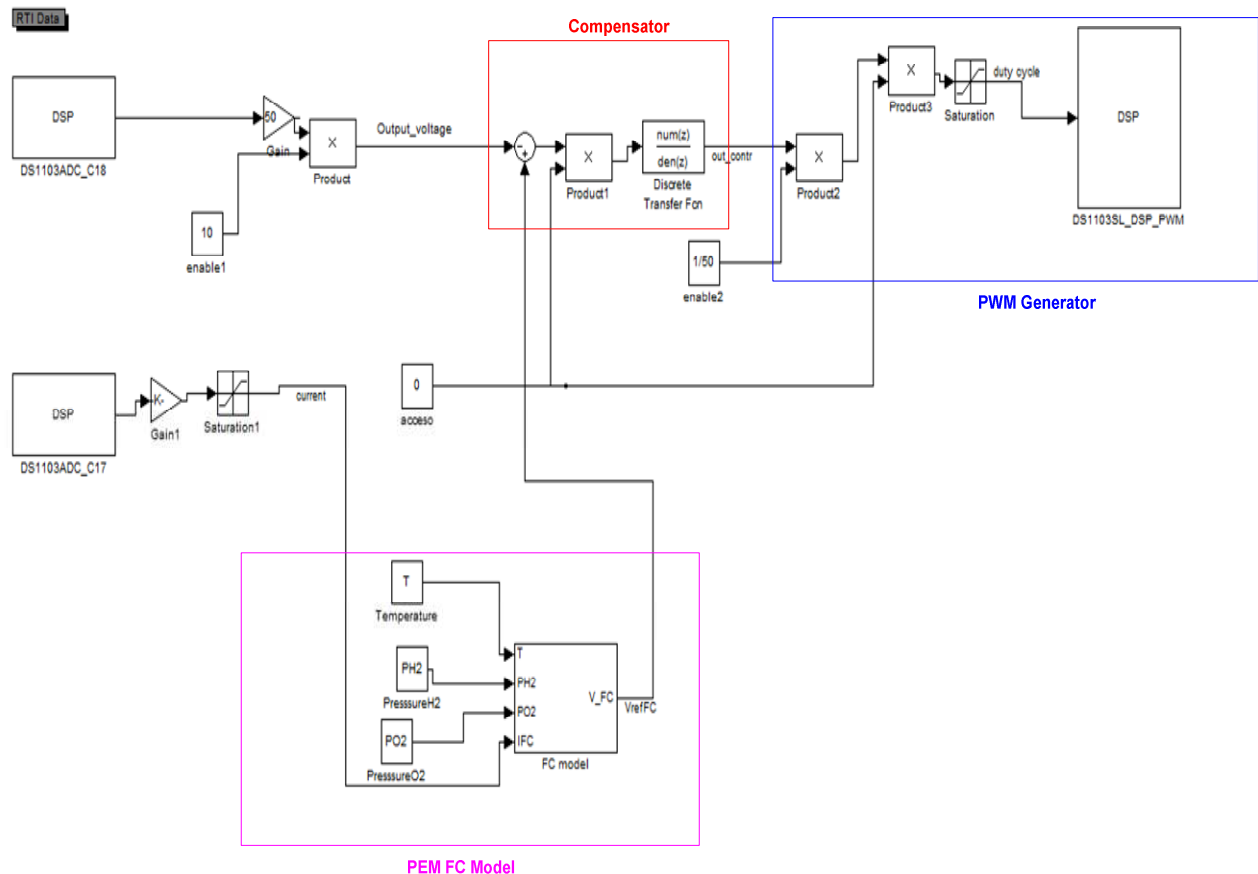 RTI Data
Compensator
DSP
DS1103ADC_C18
50
Gain
X
Product
Output_voltage
10
enable1
-
+
X
Product1
num(z)
den(z)
Discrete
Transfer Fcn
out_contr
X
Product2
1/50
enable2
X
Product3
Saturation
duty cycle
DSP
DS1103SL_DSP_PWM
PWM Generator
DSP
DS1103ADC_C17
-K-
Gain1
Saturation1
current
0
acceso
T
Temperature
PH2
PresssureH2
PO2
PresssureO2
T
PH2
PO2
IFC
V_FC
FC model
VrefFC
PEM FC Model